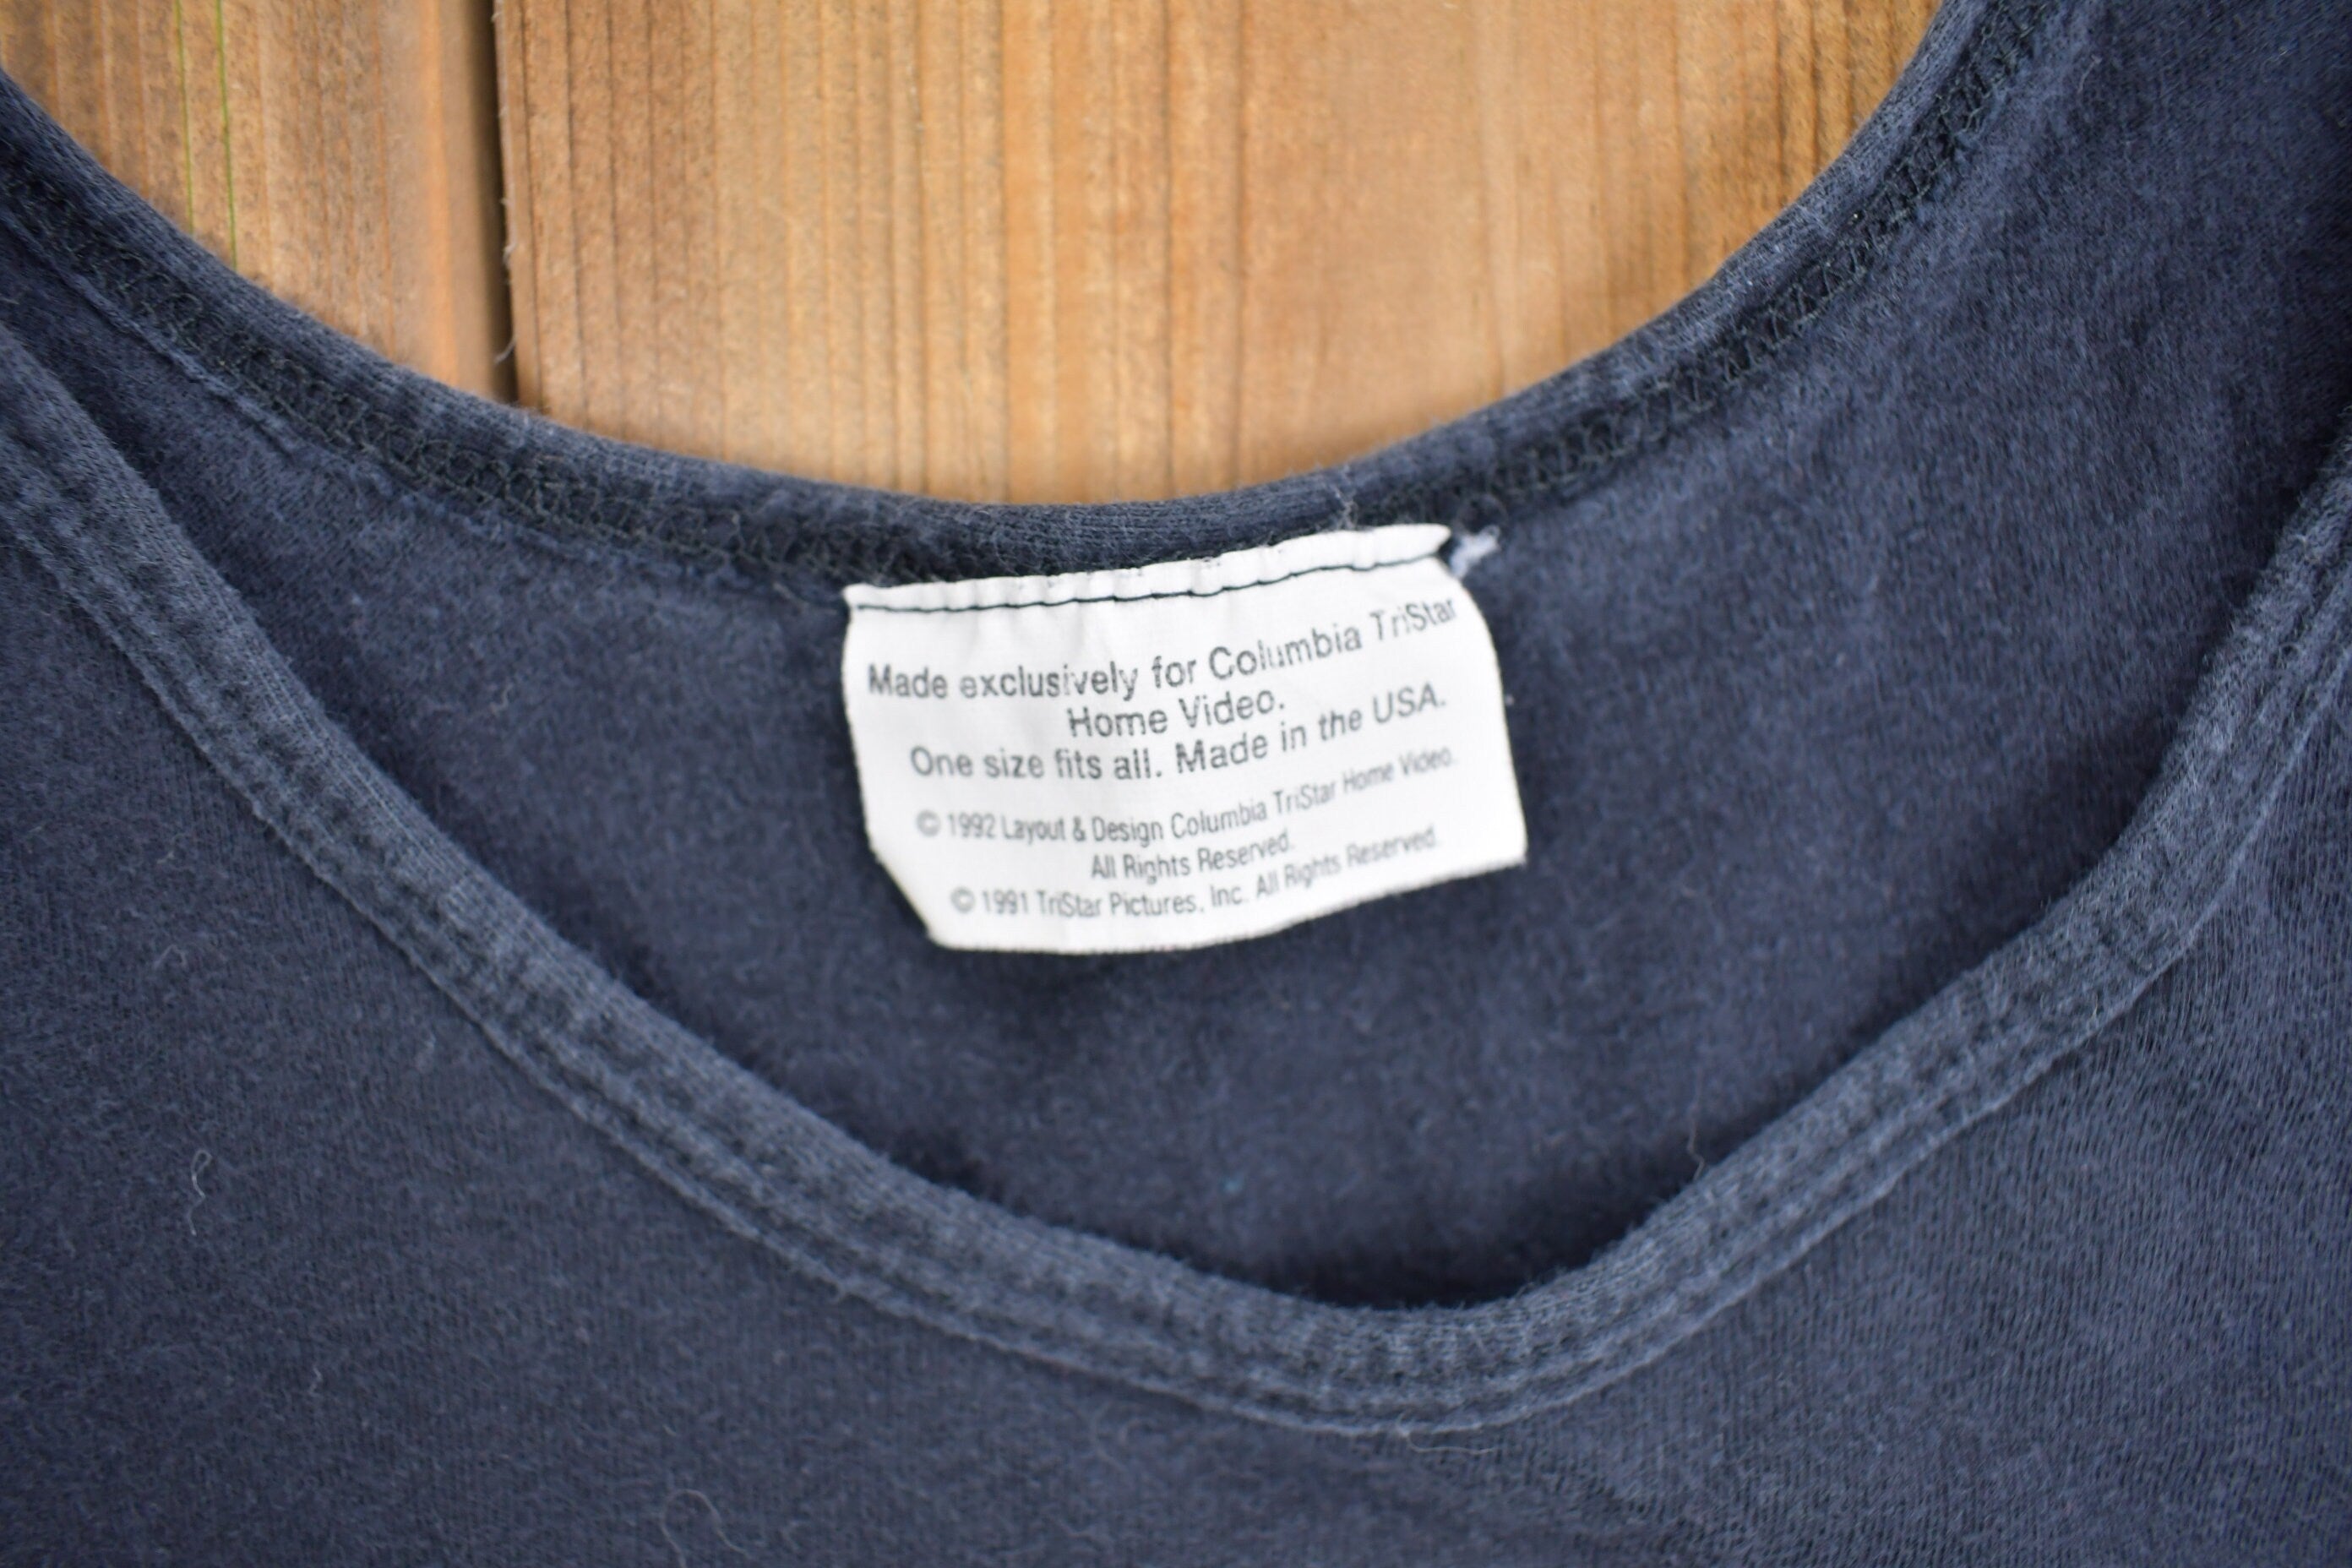 Made exclusively for Columbia TriStar
Home Video.
One size fits all. Made in the USA.
© 1992 Layout & Design Columbia TriStar Home Video.
All Rights Reserved.
© 1991 TriStar Pictures, Inc. All Rights Reserved.